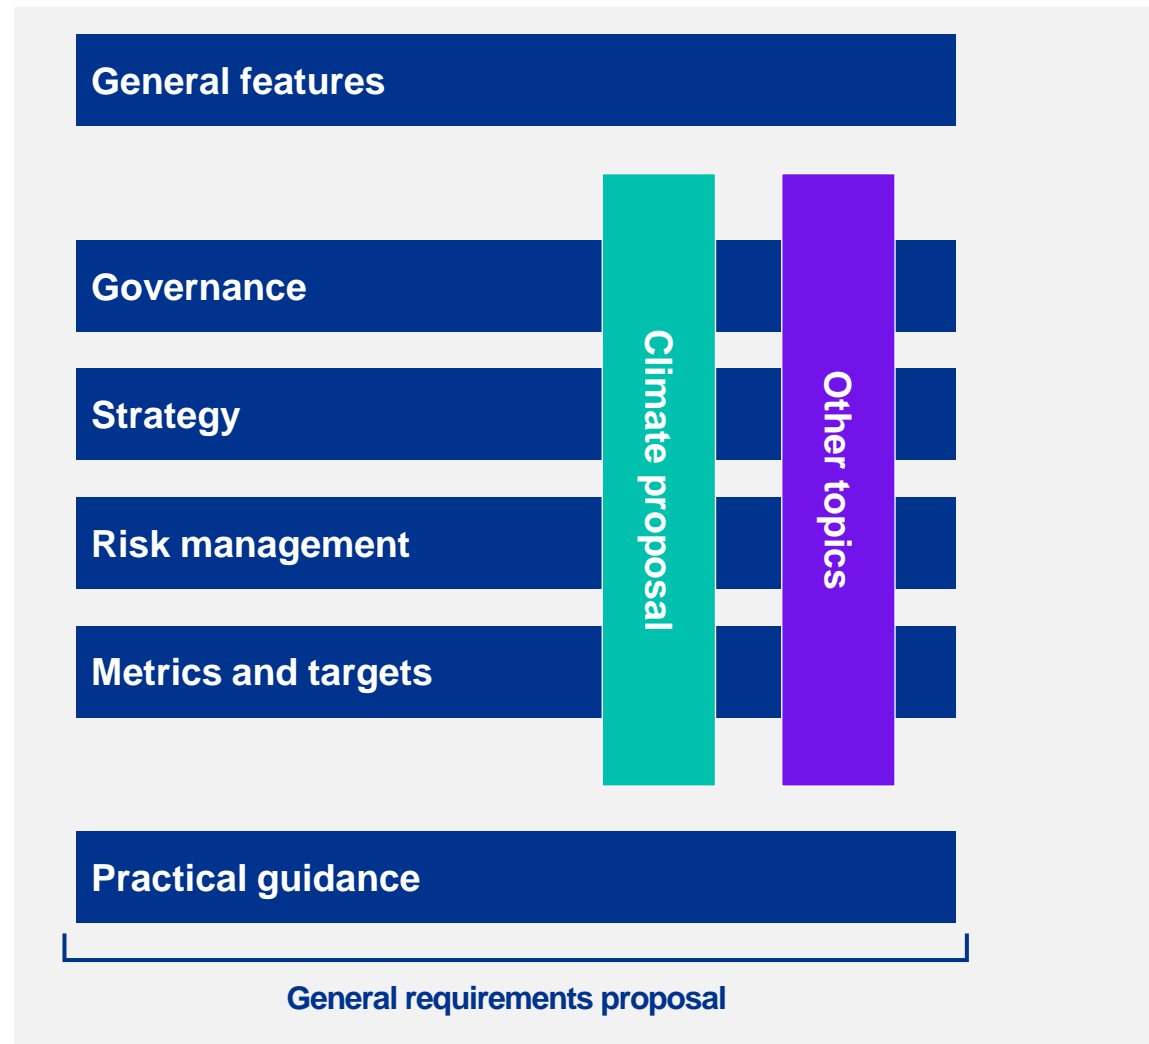 General features
Governance
Strategy
Risk management
Metrics and targets
Climate proposal
Other topics
Practical guidance
General requirements proposal